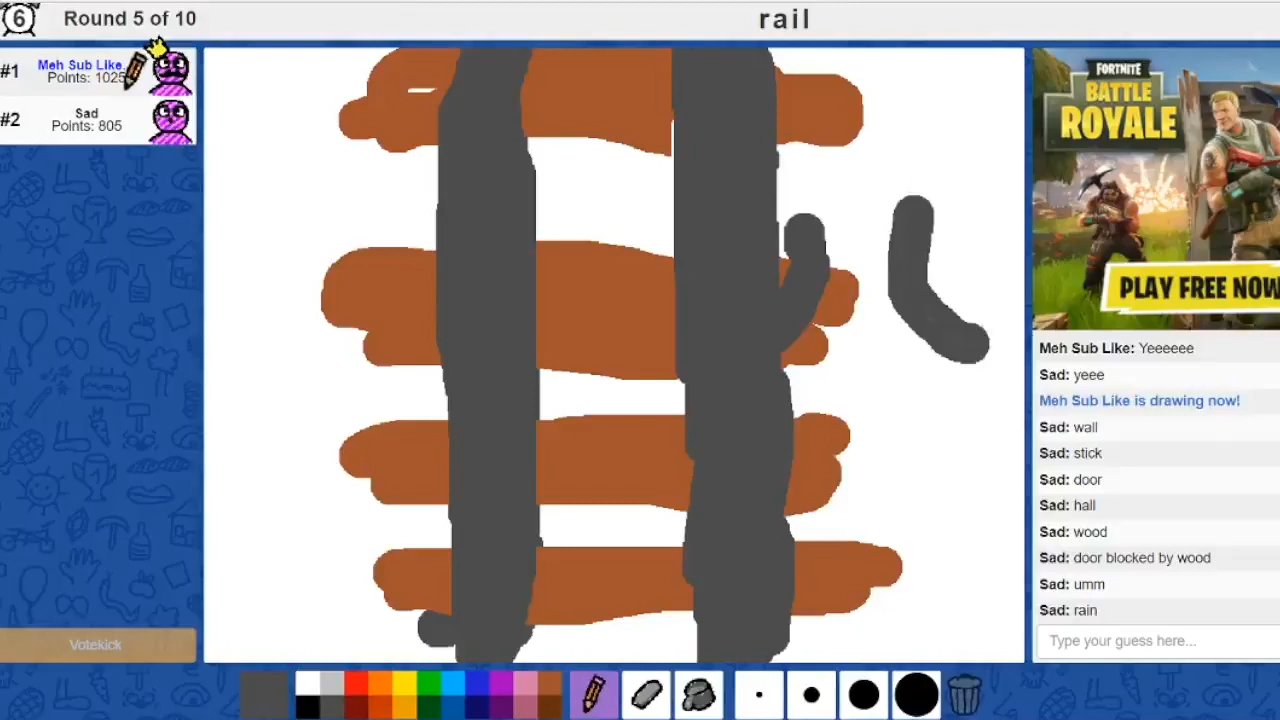 6
Round 5 of 10
rail
#1
Meh Sub Like.
Points: 1025
#2
Sad
Points: 805
Votekick
FORTNITE
BATTLE
ROYALE
PLAY FREE NOW
Meh Sub Like: Yeeeeee
Sad: yeee
Meh Sub Like is drawing now!
Sad: wall
Sad: stick
Sad: door
Sad: hall
Sad: wood
Sad: door blocked by wood
Sad: umm
Sad: rain
Type your guess here...